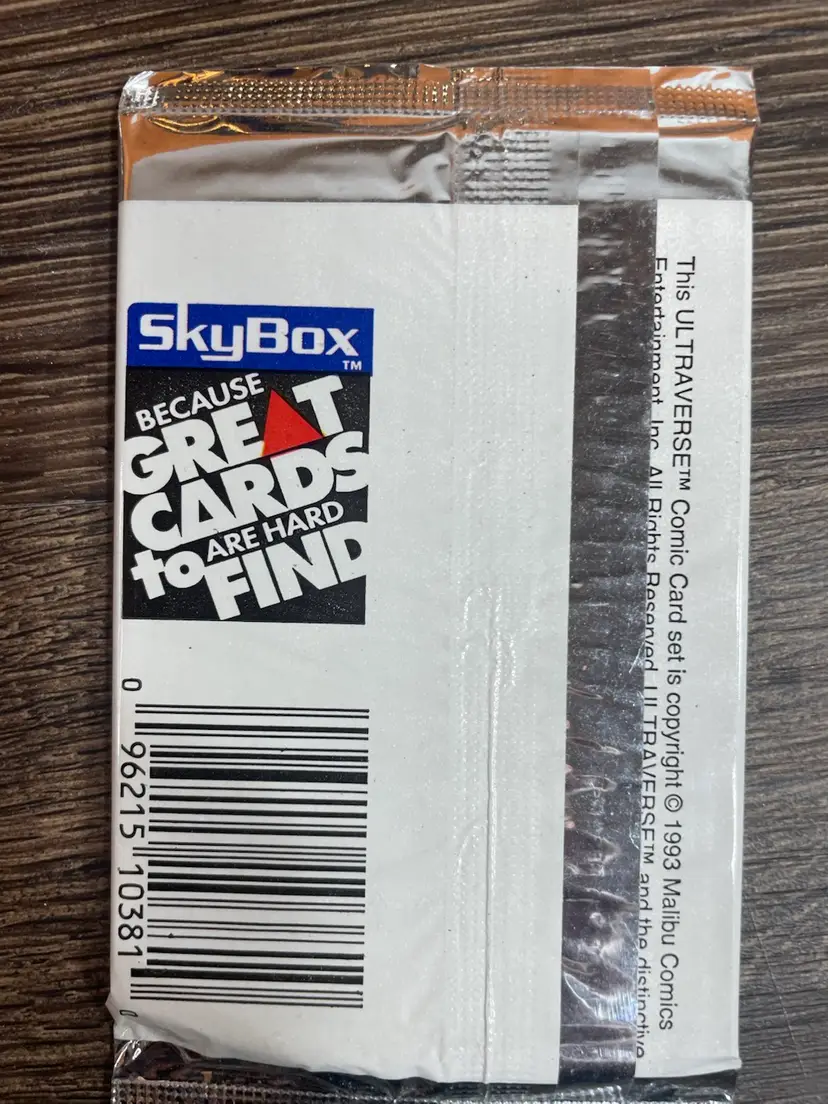 SkyBox
TM
BECAUSE
GREAT
CARDS
ARE HARD
to FIND
0 96215 10381 0
This ULTRAVERSE™ Comic Card set is copyright © 1993 Malibu Comics
Entertainment, Inc. All Rights Reserved. ULTRAVERSE™ and the distinctive